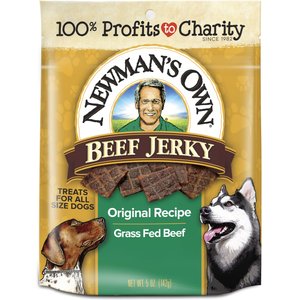 100% Profits to Charity
SINCE 1982
NEWMAN'S OWN
BEEF JERKY
TREATS
FOR ALL
SIZE DOGS
Original Recipe
Grass Fed Beef
NET WT 5 OZ. (142g)